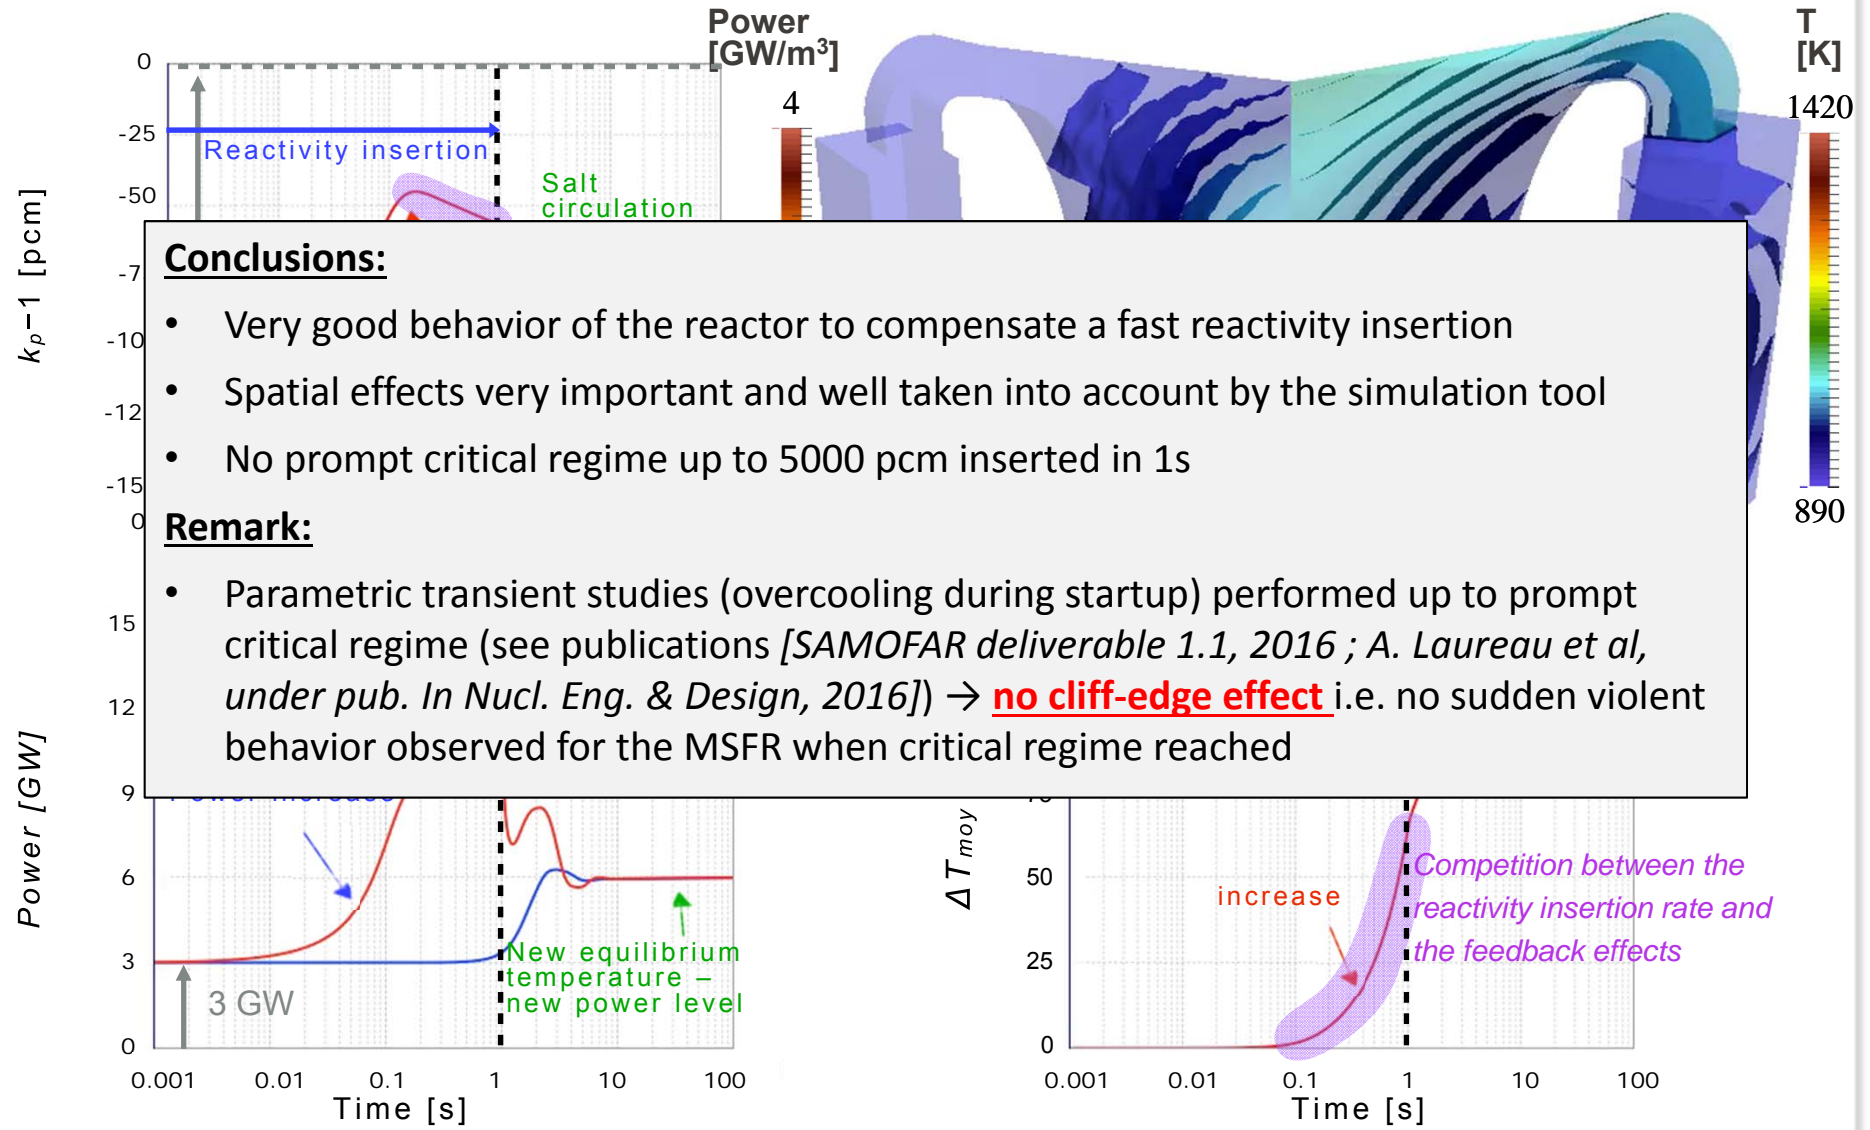 Power
[GW/m³]
4
T
[K]
1420
890
0
-25
-50
-7
-10
-12
-15
0
kₚ−1 [pcm]
Reactivity insertion
Salt
circulation
Conclusions:
• Very good behavior of the reactor to compensate a fast reactivity insertion
• Spatial effects very important and well taken into account by the simulation tool
• No prompt critical regime up to 5000 pcm inserted in 1s
Remark:
• Parametric transient studies (overcooling during startup) performed up to prompt
critical regime (see publications [SAMOFAR deliverable 1.1, 2016 ; A. Laureau et al,
under pub. In Nucl. Eng. & Design, 2016]) → no cliff-edge effect i.e. no sudden violent
behavior observed for the MSFR when critical regime reached
15
12
9
6
3
0
Power [GW]
3 GW
New equilibrium
temperature –
new power level
0.001 0.01 0.1 1 10 100
Time [s]
50
25
0
ΔT moy
increase
Competition between the
reactivity insertion rate and
the feedback effects
0.001 0.01 0.1 1 10 100
Time [s]